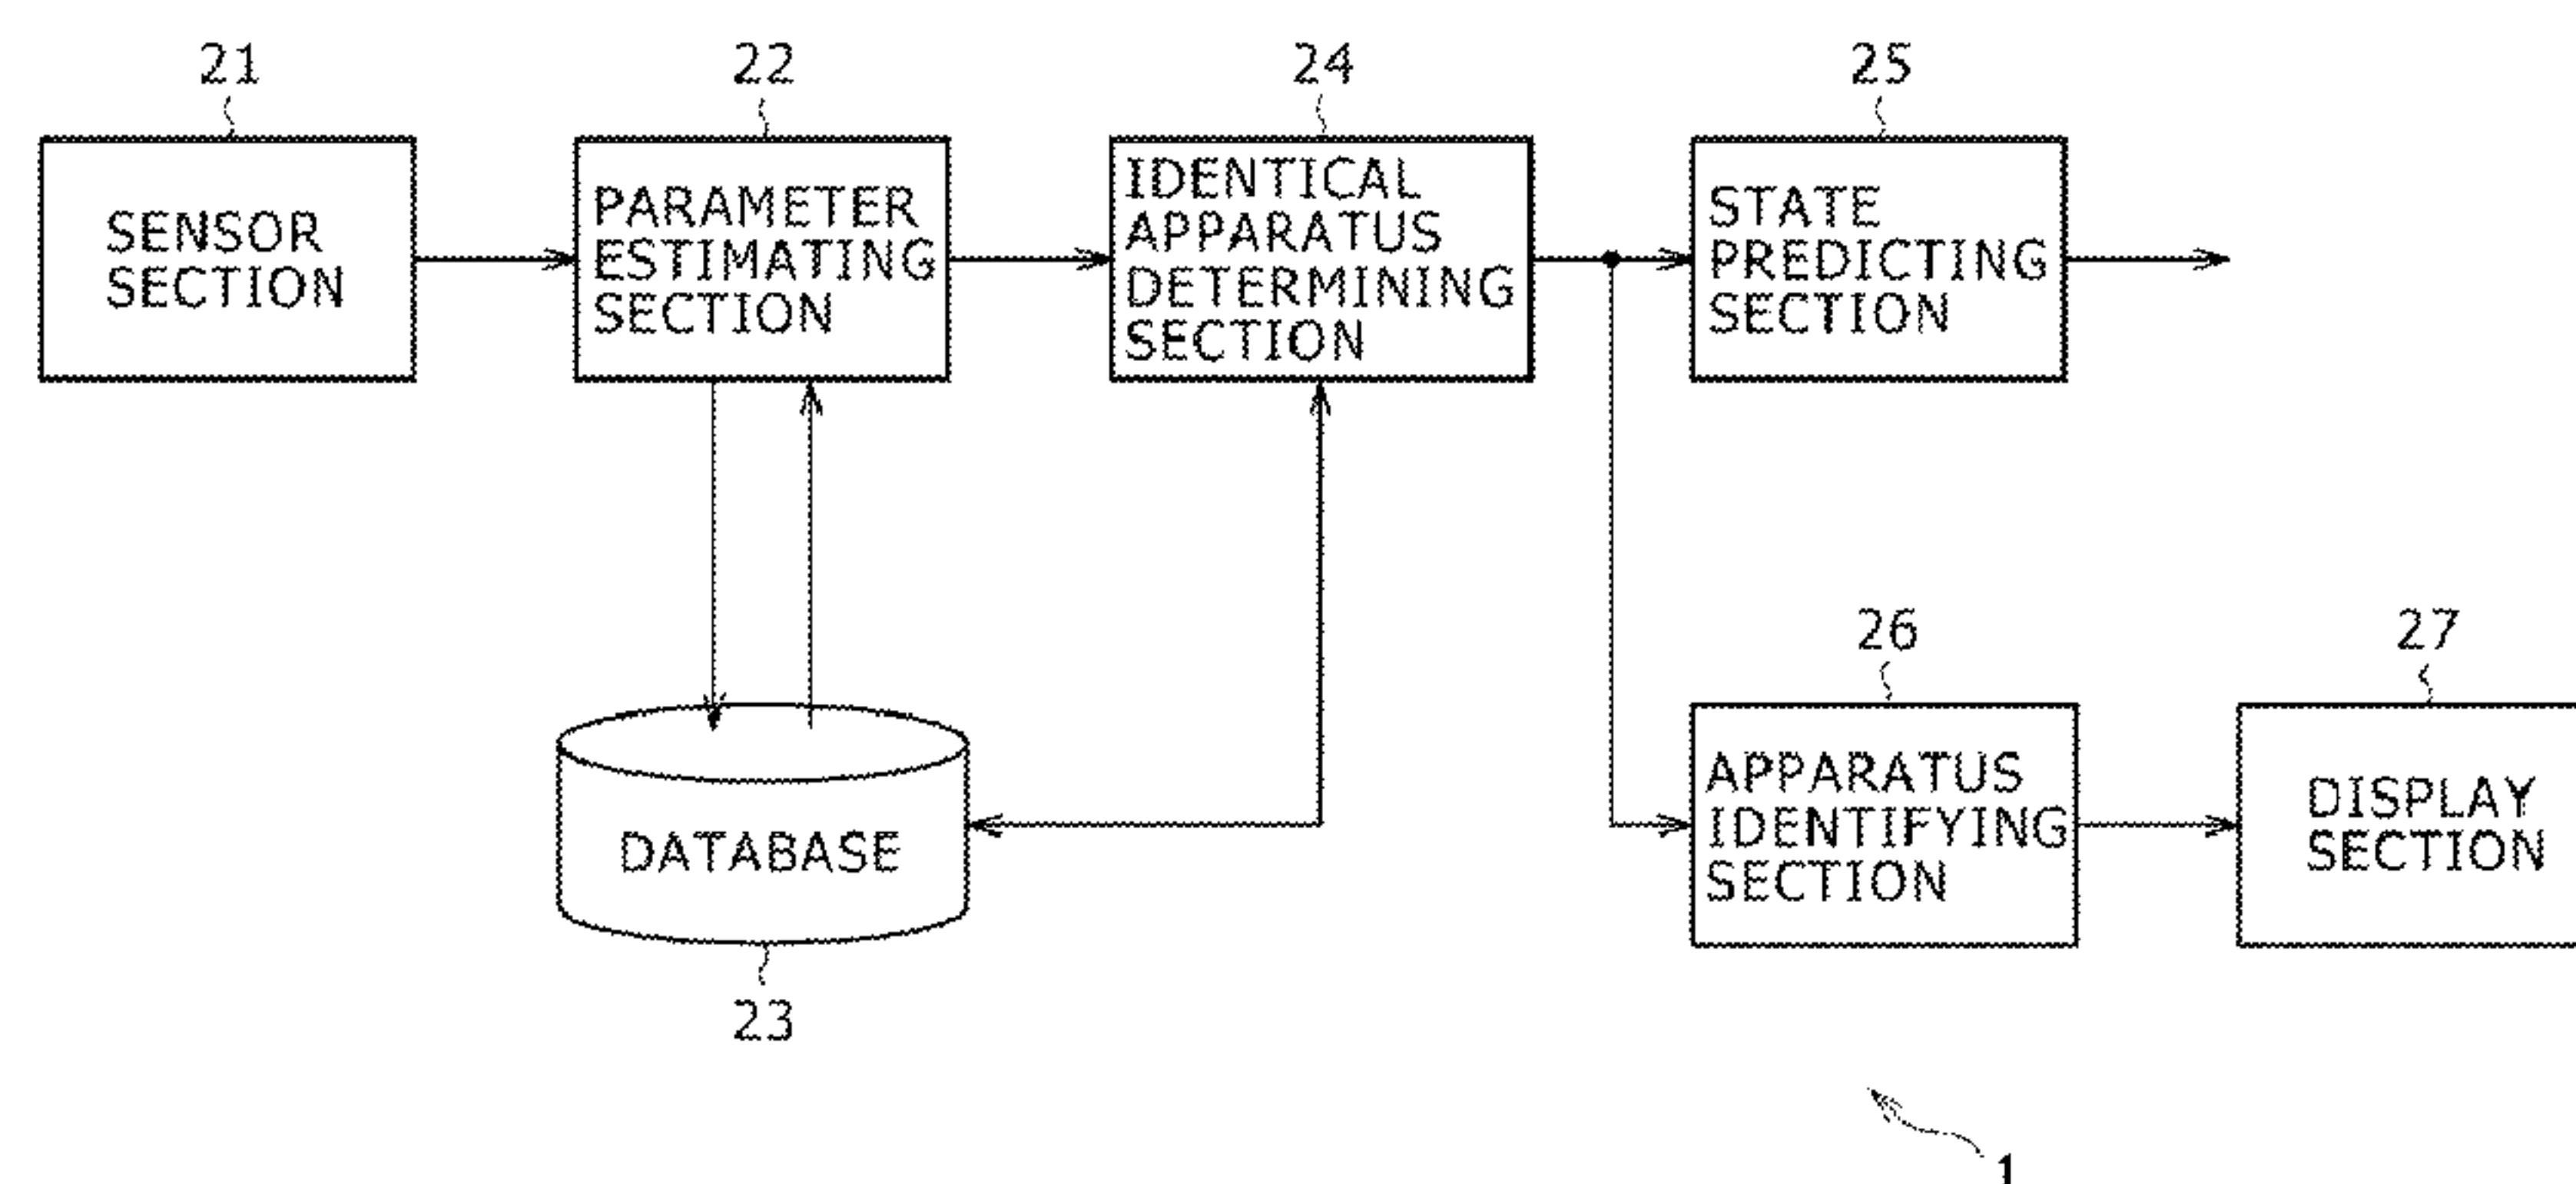 21
22
24
25
SENSOR
SECTION
PARAMETER
ESTIMATING
SECTION
IDENTICAL
APPARATUS
DETERMINING
SECTION
STATE
PREDICTING
SECTION
26
27
DATABASE
APPARATUS
IDENTIFYING
SECTION
DISPLAY
SECTION
23
1